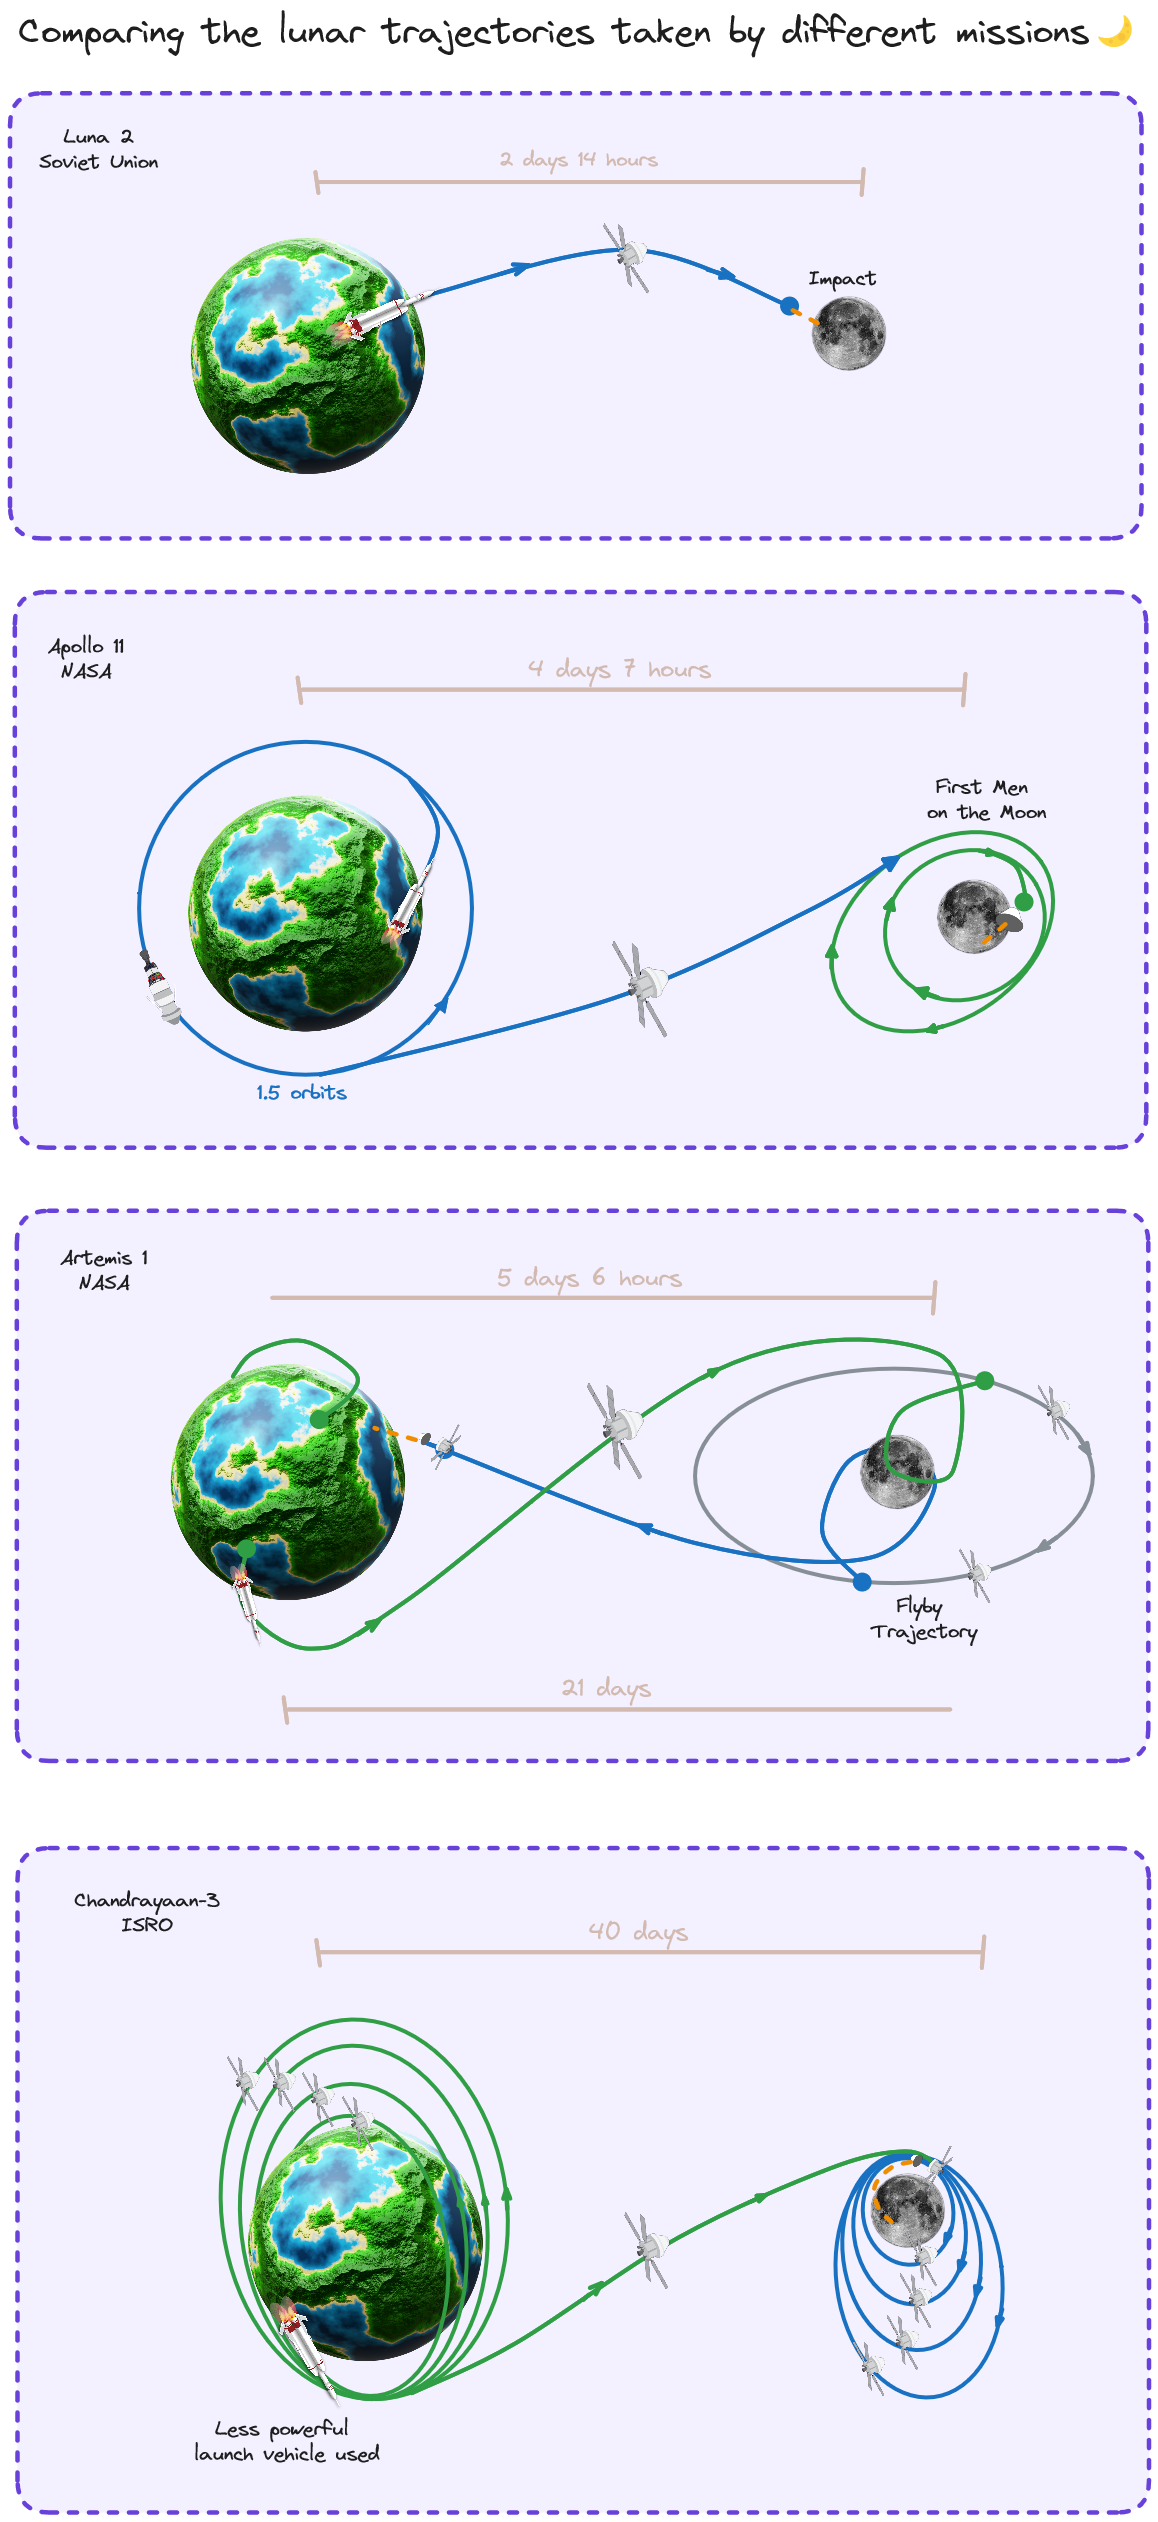 Comparing the lunar trajectories taken by different missions 🌙
Luna 2
Soviet Union
2 days 14 hours
Impact
Apollo 11
NASA
4 days 7 hours
First Men
on the Moon
1.5 orbits
Artemis 1
NASA
5 days 6 hours
Flyby
Trajectory
21 days
Chandrayaan-3
ISRO
40 days
Less powerful
launch vehicle used